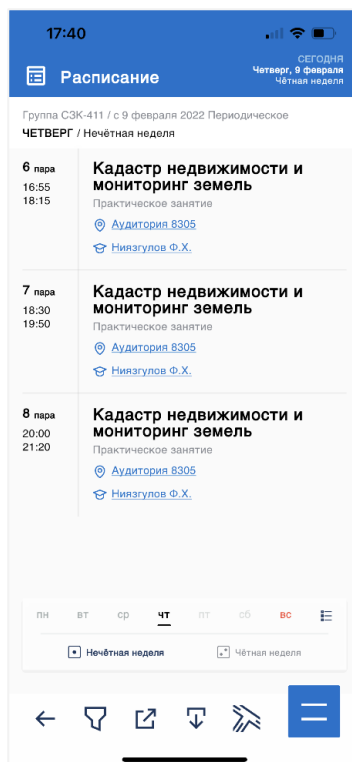 17:40
СЕГОДНЯ
Расписание
Четверг, 9 февраля
Чётная неделя
Группа СЗК-411 / с 9 февраля 2022 Периодическое
ЧЕТВЕРГ / Нечётная неделя
6 пара
16:55
18:15
Кадастр недвижимости и
мониторинг земель
Практическое занятие
Аудитория 8305
Ниязгулов Ф.Х.
7 пара
18:30
19:50
Кадастр недвижимости и
мониторинг земель
Практическое занятие
Аудитория 8305
Ниязгулов Ф.Х.
8 пара
20:00
21:20
Кадастр недвижимости и
мониторинг земель
Практическое занятие
Аудитория 8305
Ниязгулов Ф.Х.
пн вт ср чт пт сб вс
Нечётная неделя Чётная неделя